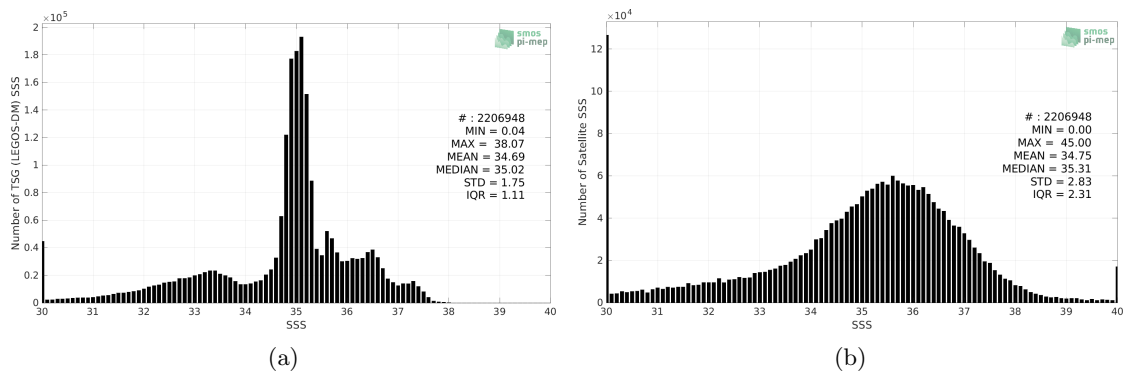 ×10^5
2
1.8
1.6
1.4
1.2
1
0.8
0.6
0.4
0.2
0
Number of TSG (LEGOS-DM) SSS
smos
pi-mep
# : 2206948
MIN = 0.04
MAX = 38.07
MEAN = 34.69
MEDIAN = 35.02
STD = 1.75
IQR = 1.11
30 31 32 33 34 35 36 37 38 39 40
SSS
(a)
×10^4
12
10
8
6
4
2
0
Number of Satellite SSS
smos
pi-mep
# : 2206948
MIN = 0.00
MAX = 45.00
MEAN = 34.75
MEDIAN = 35.31
STD = 2.83
IQR = 2.31
30 31 32 33 34 35 36 37 38 39 40
SSS
(b)